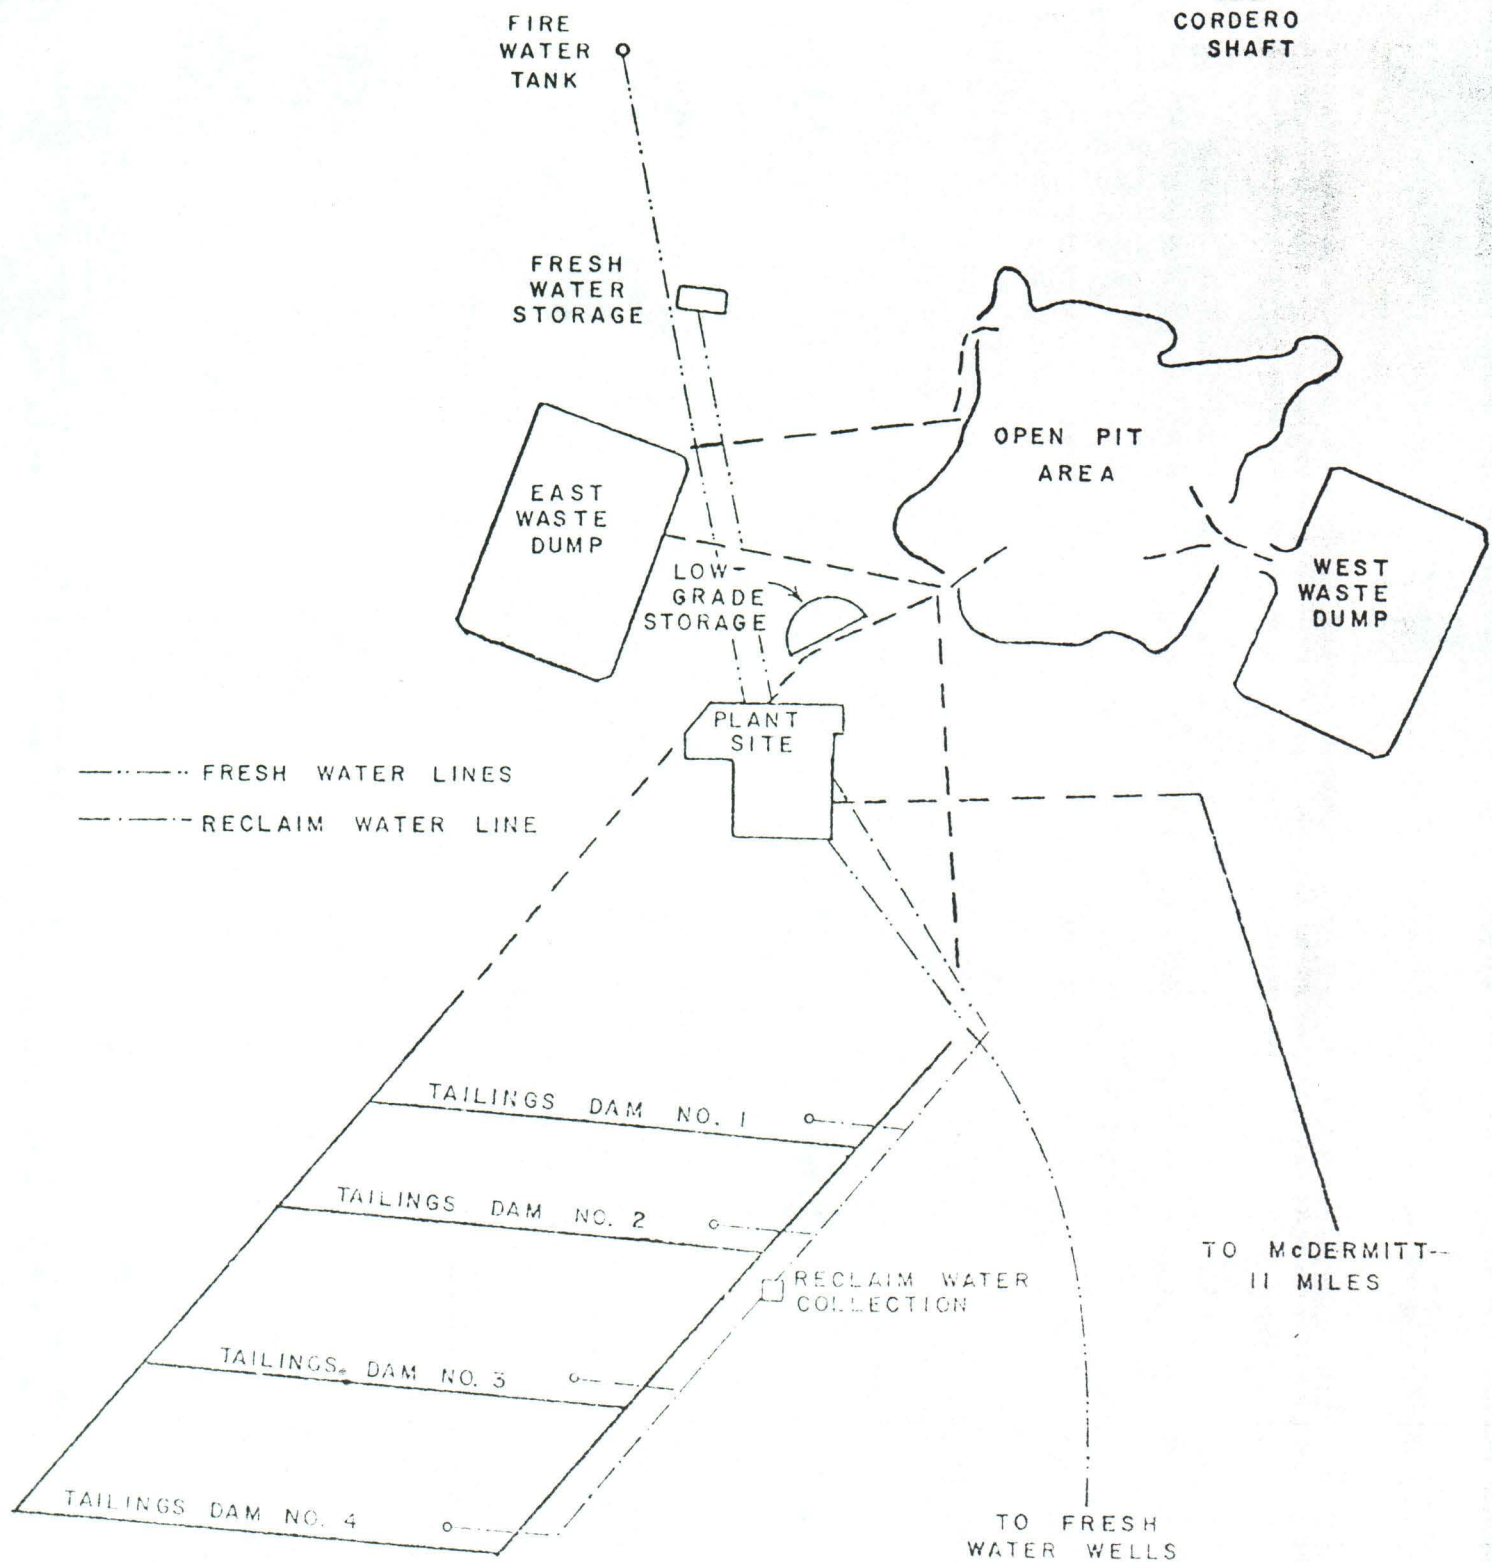 FIRE
WATER
TANK
CORDERO
SHAFT
FRESH
WATER
STORAGE
OPEN PIT
AREA
EAST
WASTE
DUMP
LOW-
GRADE
STORAGE
WEST
WASTE
DUMP
PLANT
SITE
FRESH WATER LINES
RECLAIM WATER LINE
TAILINGS DAM NO. 1
TAILINGS DAM NO. 2
RECLAIM WATER
COLLECTION
TO McDERMITT--
11 MILES
TAILINGS DAM NO. 3
TAILINGS DAM NO. 4
TO FRESH
WATER WELLS